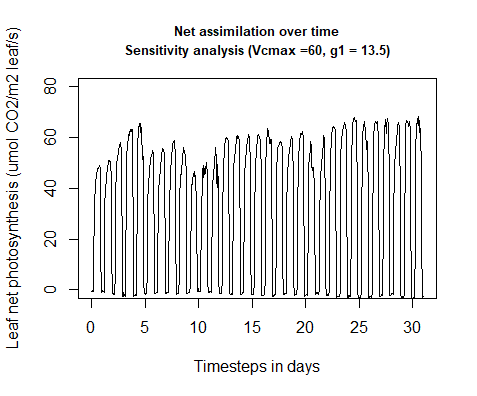 Net assimilation over time
Sensitivity analysis (Vcmax =60, g1 = 13.5)
Leaf net photosynthesis (umol CO2/m2 leaf/s)
80
60
40
20
0
0 5 10 15 20 25 30
Timesteps in days